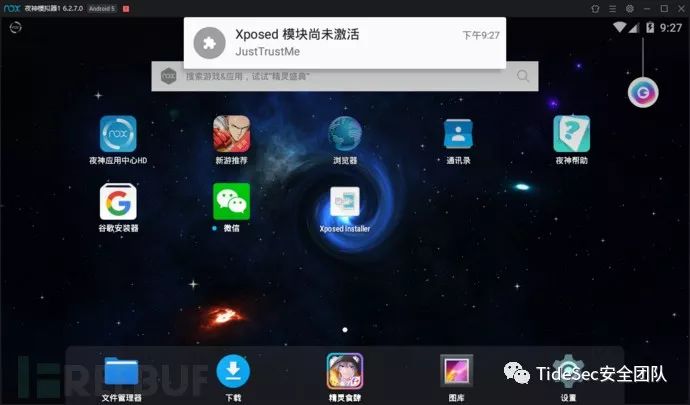 nox 夜神模拟器1 6.2.7.0 Android 5
9:27
Xposed 模块尚未激活 下午9:27
JustTrustMe
搜索游戏&应用，试试"精灵盛典"
夜神应用中心HD 新游推荐 浏览器 通讯录 夜神帮助
谷歌安装器 微信 Xposed Installer
文件管理器 下载 精灵食肆 图库 设置
FREEBUF
TideSec安全团队